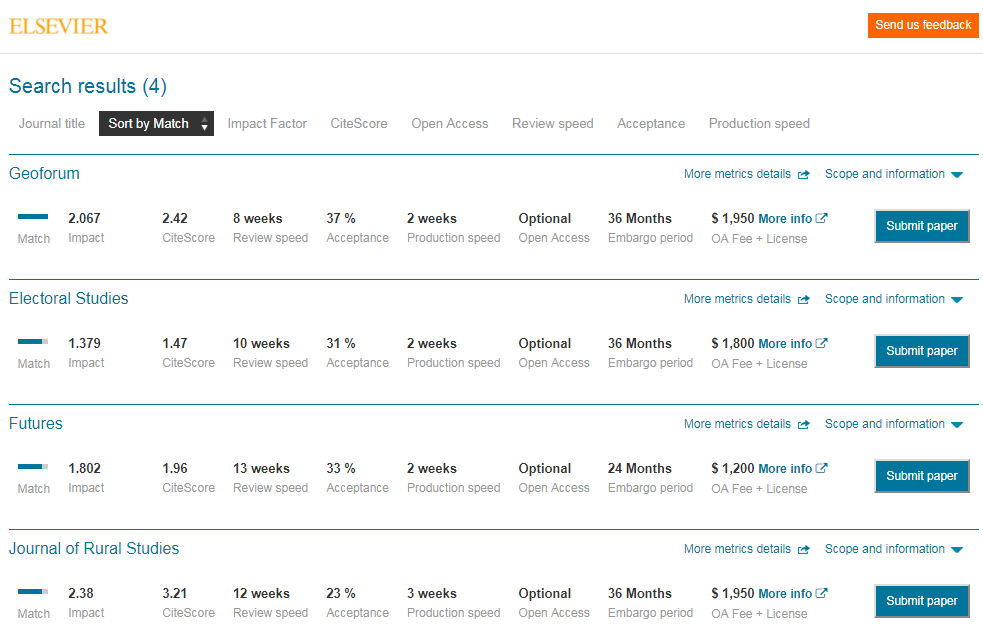 ELSEVIER
Send us feedback
Search results (4)
Journal title Sort by Match Impact Factor CiteScore Open Access Review speed Acceptance Production speed
Geoforum More metrics details Scope and information
2.067 2.42 8 weeks 37 % 2 weeks Optional 36 Months $ 1,950 More info Submit paper
Match Impact CiteScore Review speed Acceptance Production speed Open Access Embargo period OA Fee + License
Electoral Studies More metrics details Scope and information
1.379 1.47 10 weeks 31 % 2 weeks Optional 36 Months $ 1,800 More info Submit paper
Match Impact CiteScore Review speed Acceptance Production speed Open Access Embargo period OA Fee + License
Futures More metrics details Scope and information
1.802 1.96 13 weeks 33 % 2 weeks Optional 24 Months $ 1,200 More info Submit paper
Match Impact CiteScore Review speed Acceptance Production speed Open Access Embargo period OA Fee + License
Journal of Rural Studies More metrics details Scope and information
2.38 3.21 12 weeks 23 % 3 weeks Optional 36 Months $ 1,950 More info Submit paper
Match Impact CiteScore Review speed Acceptance Production speed Open Access Embargo period OA Fee + License